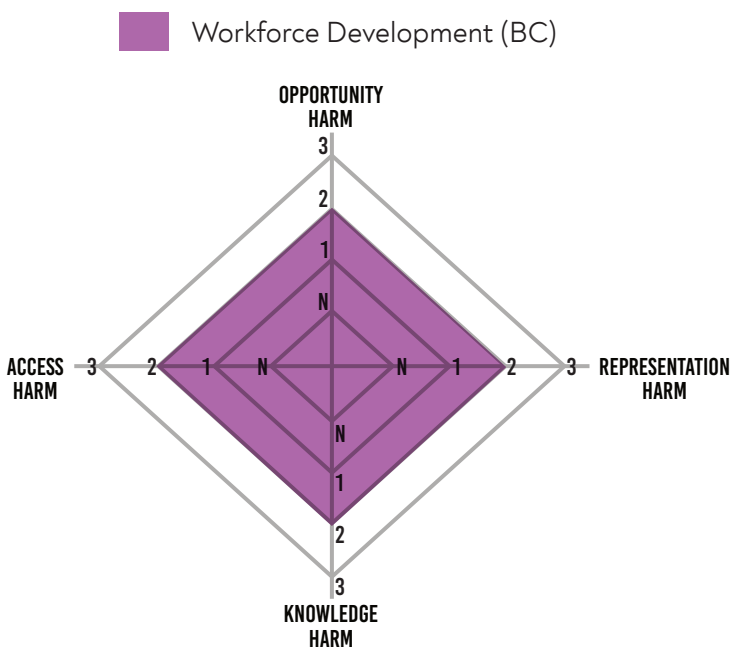 Workforce Development (BC)
OPPORTUNITY
HARM
3
2
1
N
ACCESS
HARM
3 2 1 N N 1 2 3
REPRESENTATION
HARM
N
1
2
3
KNOWLEDGE
HARM